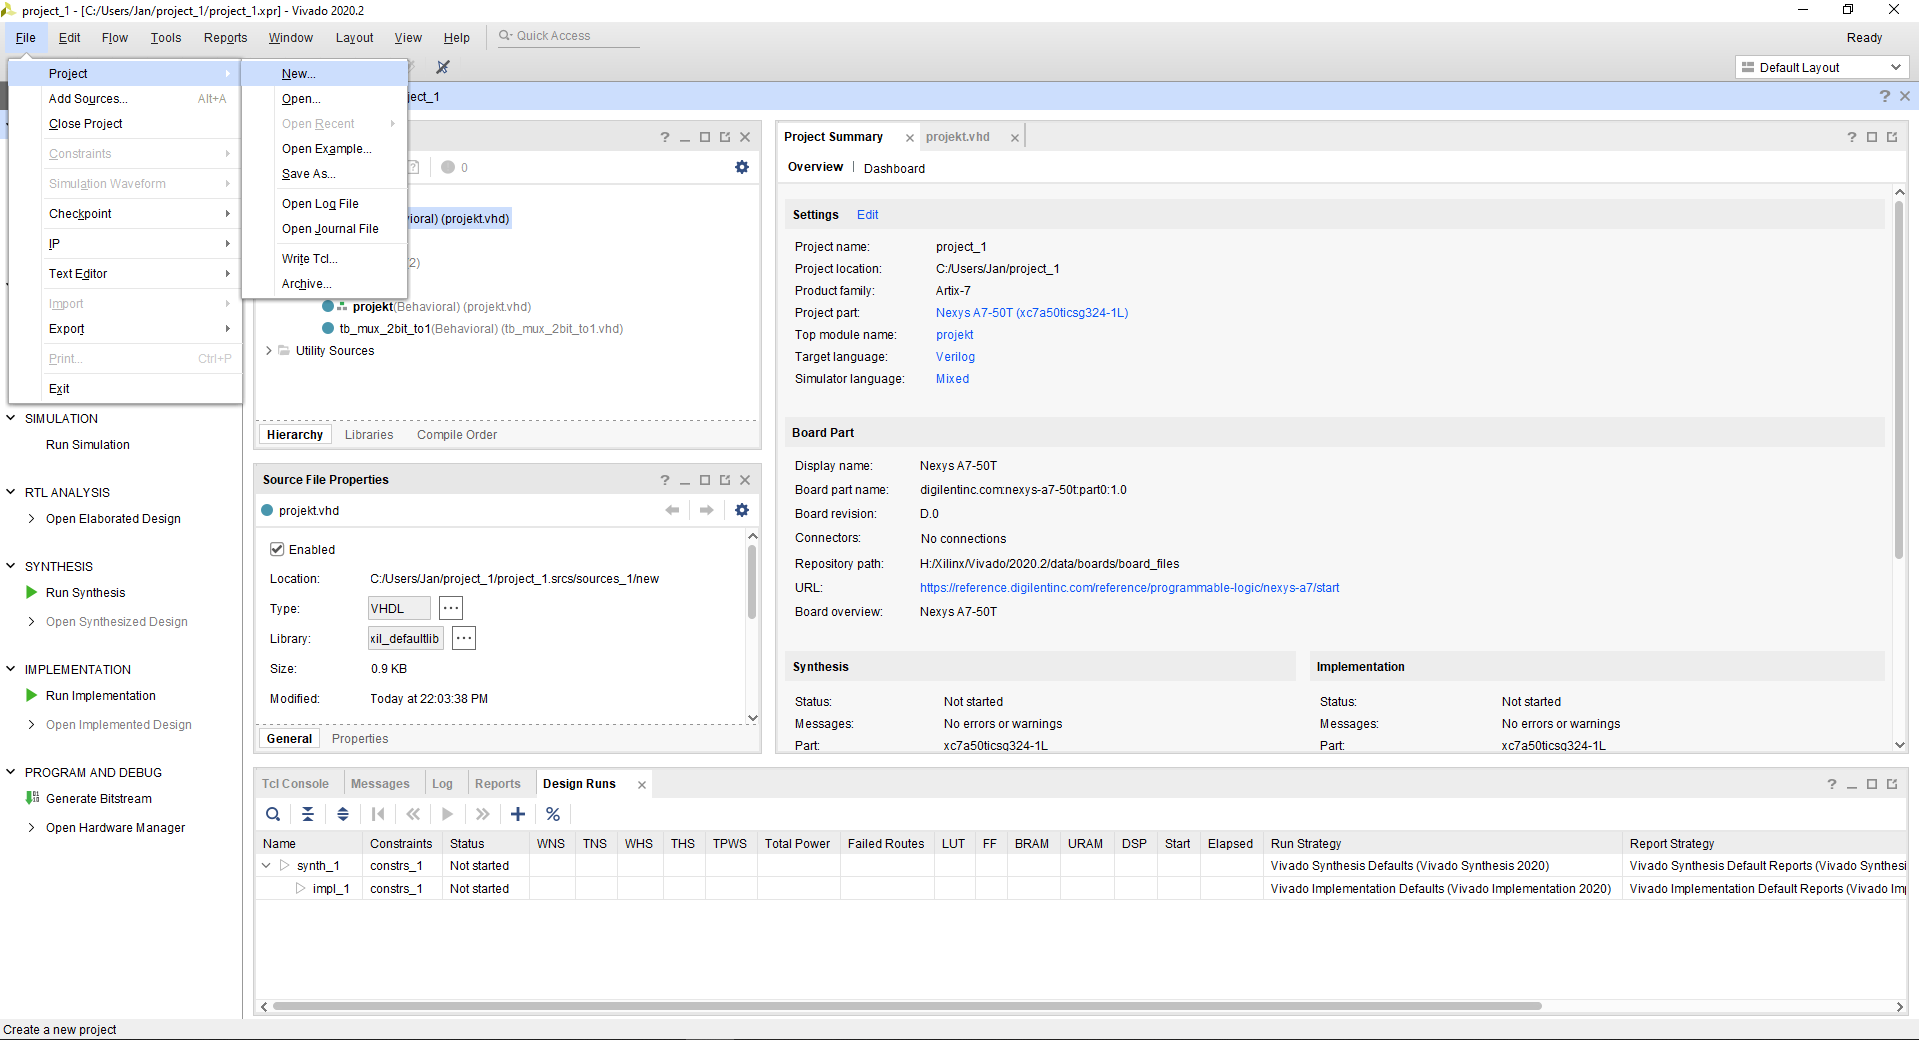 project_1 - [C:/Users/Jan/project_1/project_1.xpr] - Vivado 2020.2
File Edit Flow Tools Reports Window Layout View Help Quick Access Ready
Default Layout
Project
Add Sources... Alt+A
Close Project
Constraints
Simulation Waveform
Checkpoint
IP
Text Editor
Import
Export
Print... Ctrl+P
Exit
New...
Open...
Open Recent
Open Example...
Save As...
Open Log File
Open Journal File
Write Tcl...
Archive...
ject_1
0
vioral) (projekt.vhd)
2)
projekt(Behavioral) (projekt.vhd)
tb_mux_2bit_to1(Behavioral) (tb_mux_2bit_to1.vhd)
Utility Sources
Hierarchy Libraries Compile Order
SIMULATION
Run Simulation
RTL ANALYSIS
Open Elaborated Design
SYNTHESIS
Run Synthesis
Open Synthesized Design
IMPLEMENTATION
Run Implementation
Open Implemented Design
PROGRAM AND DEBUG
Generate Bitstream
Open Hardware Manager
Source File Properties
projekt.vhd
Enabled
Location: C:/Users/Jan/project_1/project_1.srcs/sources_1/new
Type: VHDL ...
Library: xil_defaultlib ...
Size: 0.9 KB
Modified: Today at 22:03:38 PM
General Properties
Project Summary projekt.vhd
Overview | Dashboard
Settings Edit
Project name: project_1
Project location: C:/Users/Jan/project_1
Product family: Artix-7
Project part: Nexys A7-50T (xc7a50ticsg324-1L)
Top module name: projekt
Target language: Verilog
Simulator language: Mixed
Board Part
Display name: Nexys A7-50T
Board part name: digilentinc.com:nexys-a7-50t:part0:1.0
Board revision: D.0
Connectors: No connections
Repository path: H:/Xilinx/Vivado/2020.2/data/boards/board_files
URL: https://reference.digilentinc.com/reference/programmable-logic/nexys-a7/start
Board overview: Nexys A7-50T
Synthesis
Status: Not started
Messages: No errors or warnings
Part: xc7a50ticsg324-1L
Implementation
Status: Not started
Messages: No errors or warnings
Part: xc7a50ticsg324-1L
Tcl Console Messages Log Reports Design Runs
Name Constraints Status WNS TNS WHS THS TPWS Total Power Failed Routes LUT FF BRAM URAM DSP Start Elapsed Run Strategy Report Strategy
synth_1 constrs_1 Not started Vivado Synthesis Defaults (Vivado Synthesis 2020) Vivado Synthesis Default Reports (Vivado Synthesi
impl_1 constrs_1 Not started Vivado Implementation Defaults (Vivado Implementation 2020) Vivado Implementation Default Reports (Vivado Im
Create a new project